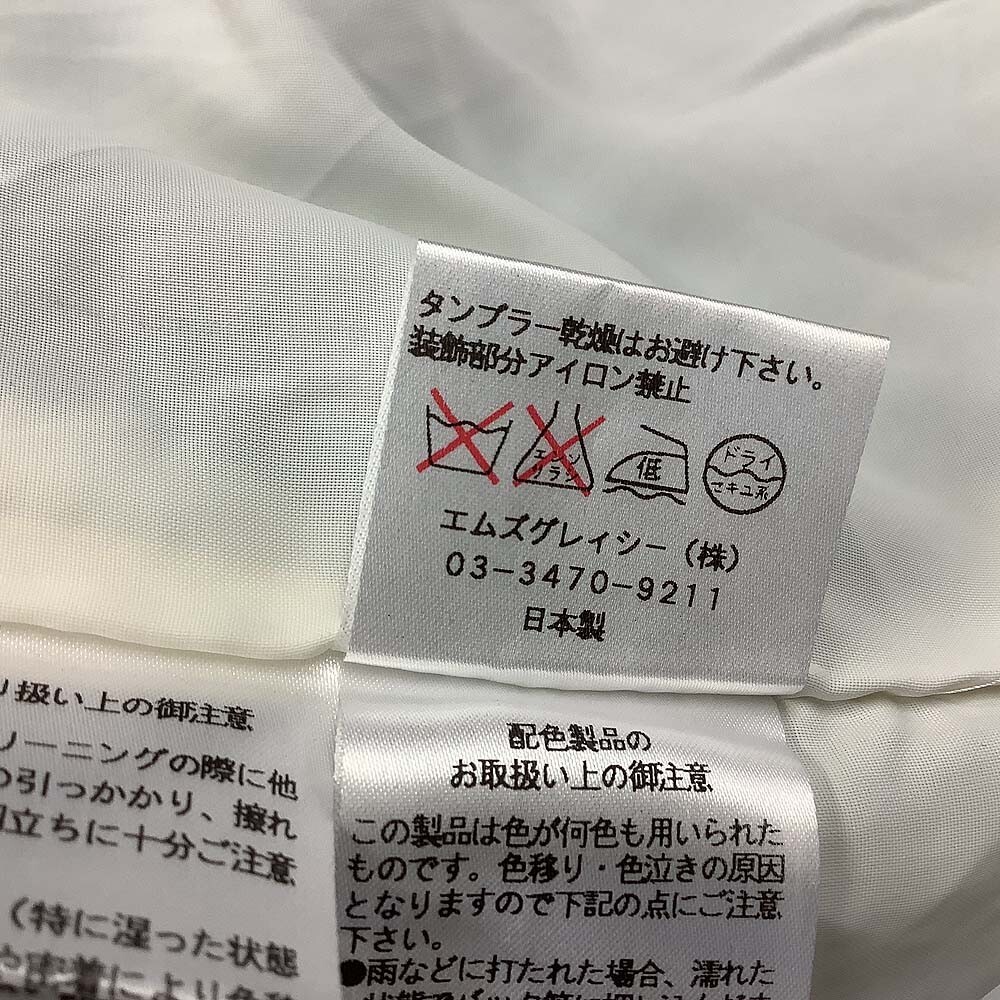 タンブラー乾燥はお避け下さい。
装飾部分アイロン禁止
エンソ
サラシ
低
ドライ
セキユ系
エムズグレイシー（株）
03-3470-9211
日本製
り扱い上の御注意
リーニングの際に他
の引っかかり、擦れ
立ちに十分ご注意
（特に湿った状態
や密着により色移
配色製品の
お取扱い上の御注意
この製品は色が何色も用いられた
ものです。色移り・色泣きの原因
となりますので下記の点にご注意
下さい。
●雨などに打たれた場合、濡れた